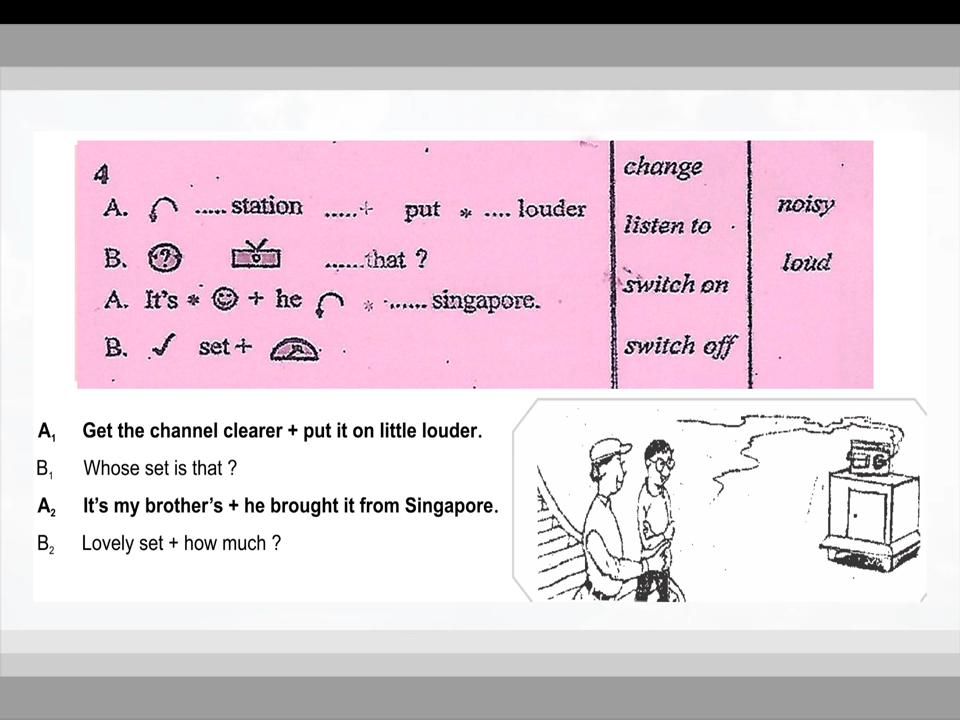 4
A. ..... station .....+ put * .... louder
B. ? ......that ?
A. It's * + he * ....... singapore.
B. ✓ set +
change
listen to
switch on
switch off
noisy
loud
A1 Get the channel clearer + put it on little louder.
B1 Whose set is that ?
A2 It's my brother's + he brought it from Singapore.
B2 Lovely set + how much ?